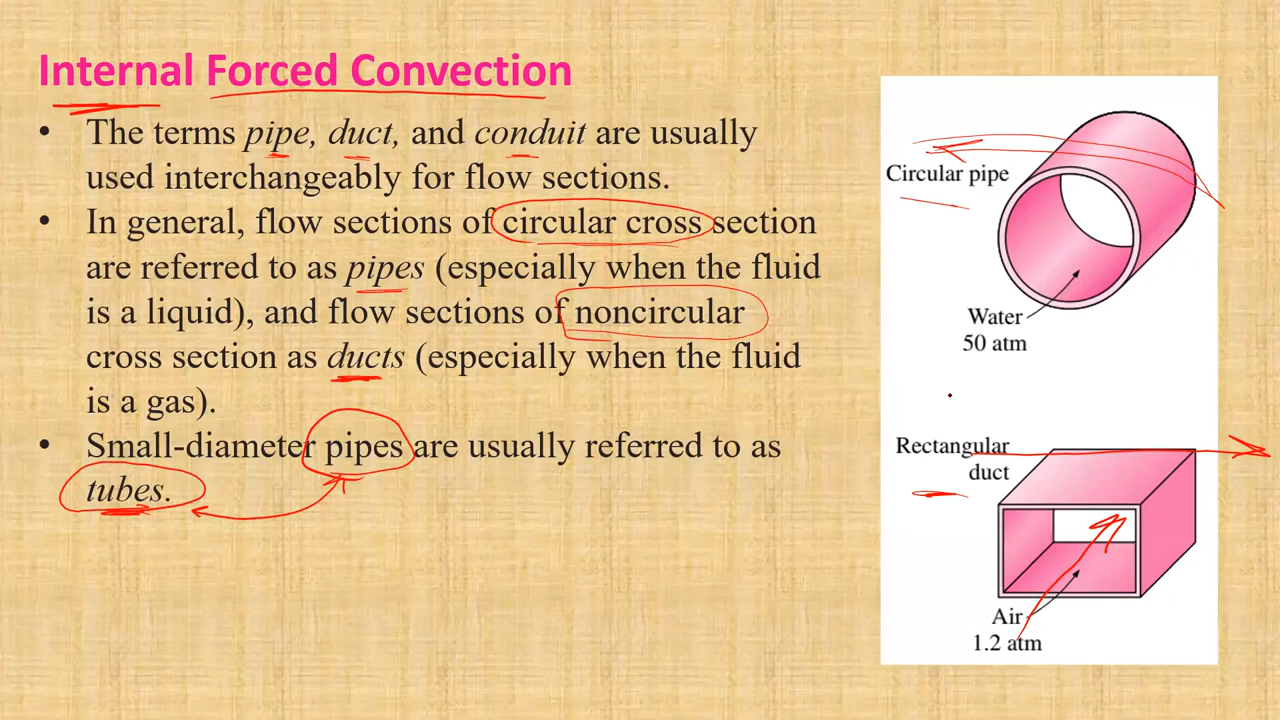 Internal Forced Convection
• The terms pipe, duct, and conduit are usually
used interchangeably for flow sections.
• In general, flow sections of circular cross section
are referred to as pipes (especially when the fluid
is a liquid), and flow sections of noncircular
cross section as ducts (especially when the fluid
is a gas).
• Small-diameter pipes are usually referred to as
tubes.
Circular pipe
Water
50 atm
Rectangular
duct
Air
1.2 atm